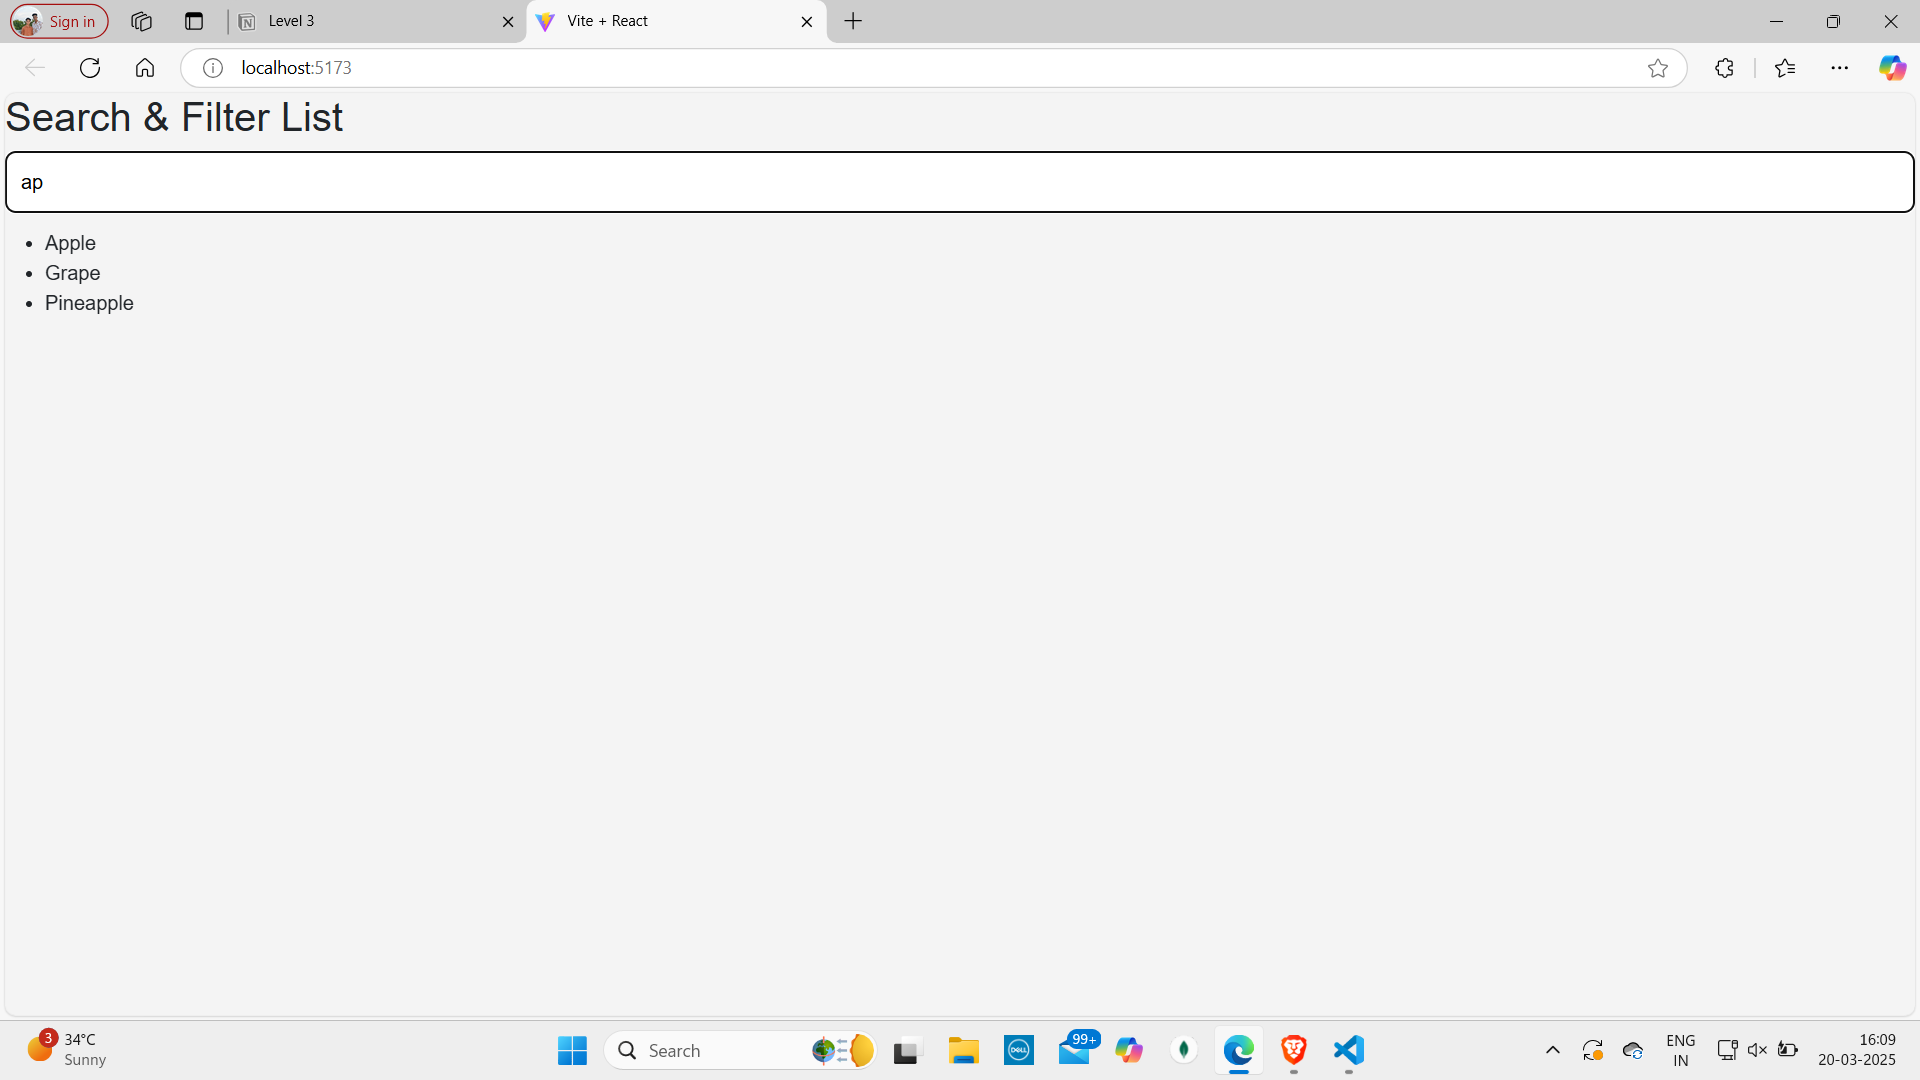 Sign in
Level 3
Vite + React
localhost:5173
Search & Filter List
ap
Apple
Grape
Pineapple
3
34°C
Sunny
Search
DELL
99+
ENG
IN
16:09
20-03-2025